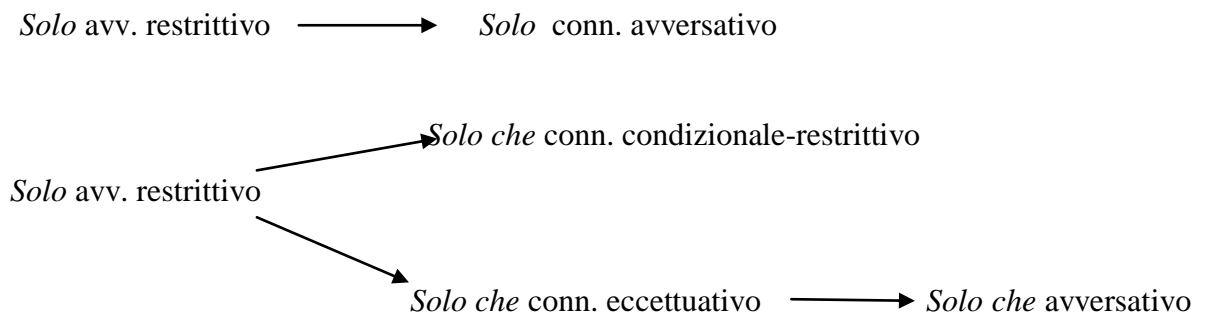 Solo avv. restrittivo Solo conn. avversativo
Solo che conn. condizionale-restrittivo
Solo avv. restrittivo
Solo che conn. eccettuativo Solo che avversativo